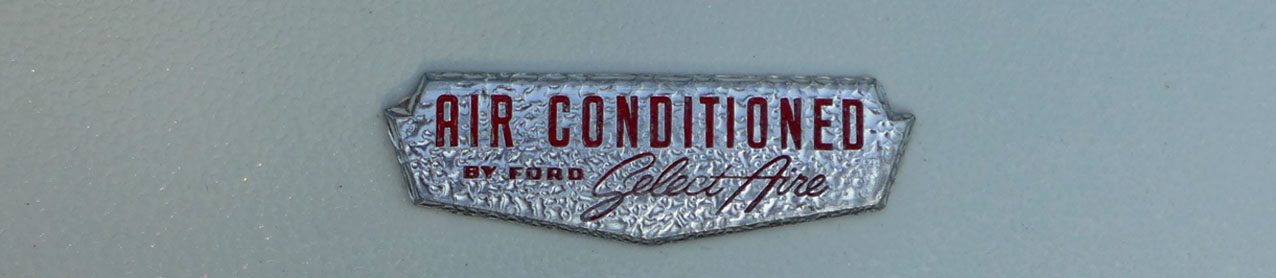 AIR CONDITIONED
BY FORD Select Aire